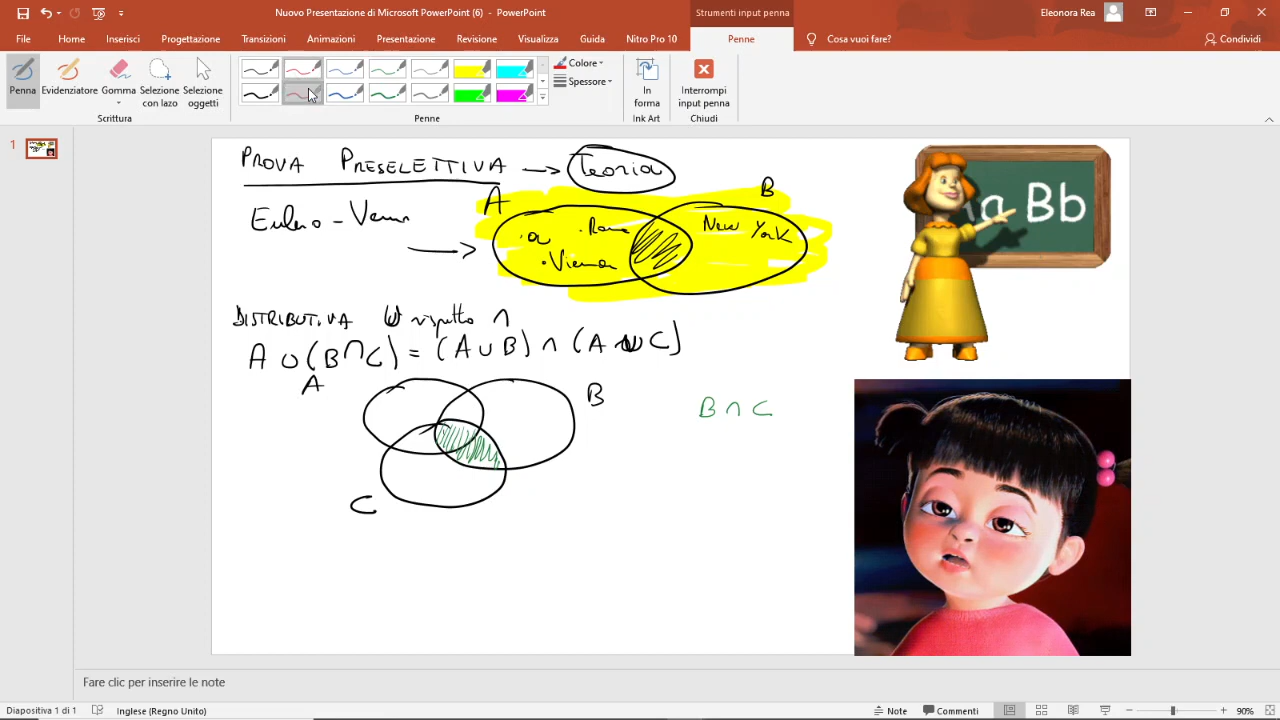 Nuovo Presentazione di Microsoft PowerPoint (6) - PowerPoint
Strumenti input penna
Eleonora Rea
File Home Inserisci Progettazione Transizioni Animazioni Presentazione Revisione Visualizza Guida Nitro Pro 10 Penne Cosa vuoi fare? Condividi
Penna Evidenziatore Gomma Selezione con lazo Selezione oggetti
Colore
Spessore
In forma
Interrompi input penna
Scrittura Penne Ink Art Chiudi
1
PROVA PRESELETTIVA → Teoria
Eulero - Venn
→
A B
a . Roma New York
. Vienna
a Bb
DISTRIBUTIVA U rispetto ∩
A ∪ (B ∩ C) = (A ∪ B) ∩ (A ∪ C)
A
B
B ∩ C
C
Fare clic per inserire le note
Diapositiva 1 di 1 Inglese (Regno Unito) Note Commenti 90%